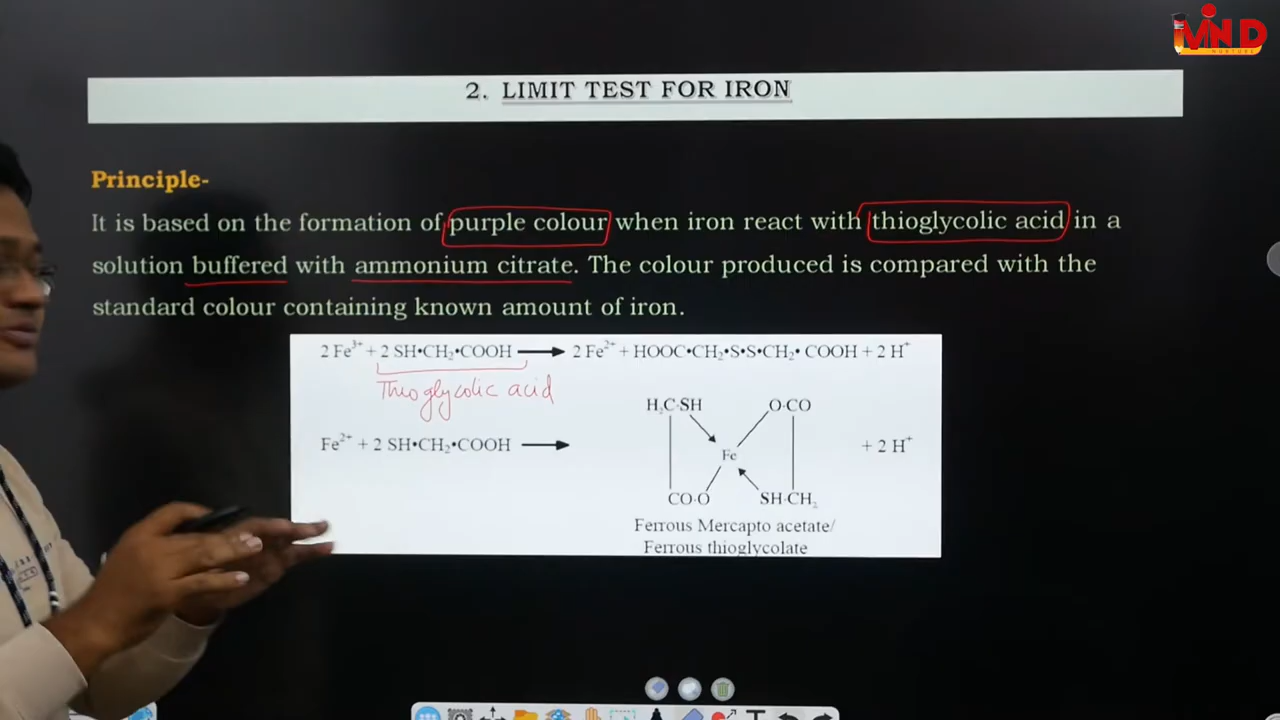 MIND
NURTURE
2. LIMIT TEST FOR IRON
Principle-
It is based on the formation of purple colour when iron react with thioglycolic acid in a
solution buffered with ammonium citrate. The colour produced is compared with the
standard colour containing known amount of iron.
2 Fe³⁺ + 2 SH•CH₂•COOH ⟶ 2 Fe²⁺ + HOOC•CH₂•S•S•CH₂• COOH + 2 H⁺
Thioglycolic acid
H₂C·SH O·CO
Fe²⁺ + 2 SH•CH₂•COOH ⟶ Fe + 2 H⁺
CO·O SH·CH₂
Ferrous Mercapto acetate/
Ferrous thioglycolate